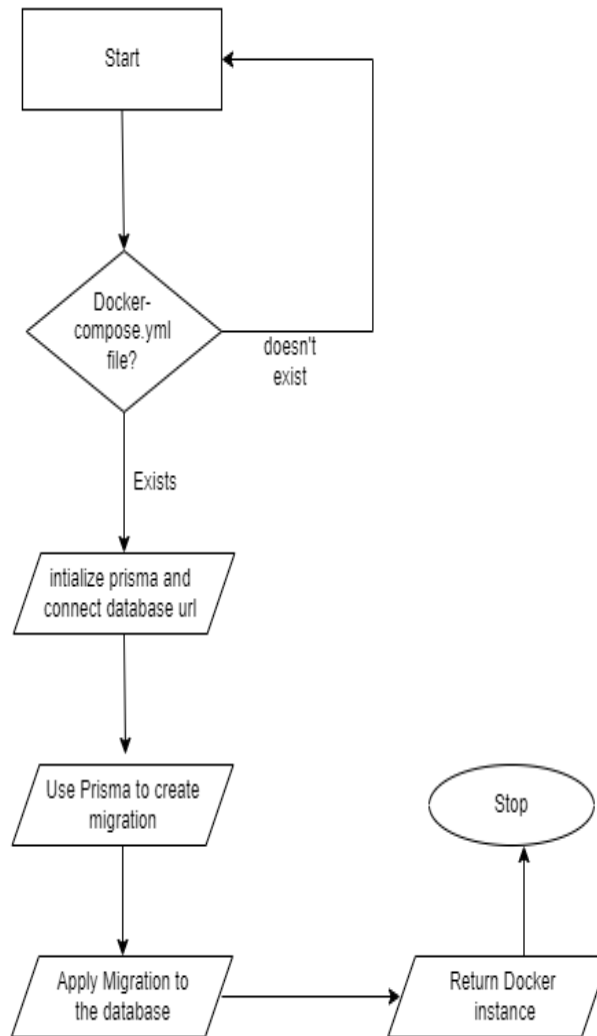 Start
Docker-
compose.yml
file?
doesn't
exist
Exists
intialize prisma and
connect database url
Use Prisma to create
migration
Stop
Apply Migration to
the database
Return Docker
instance